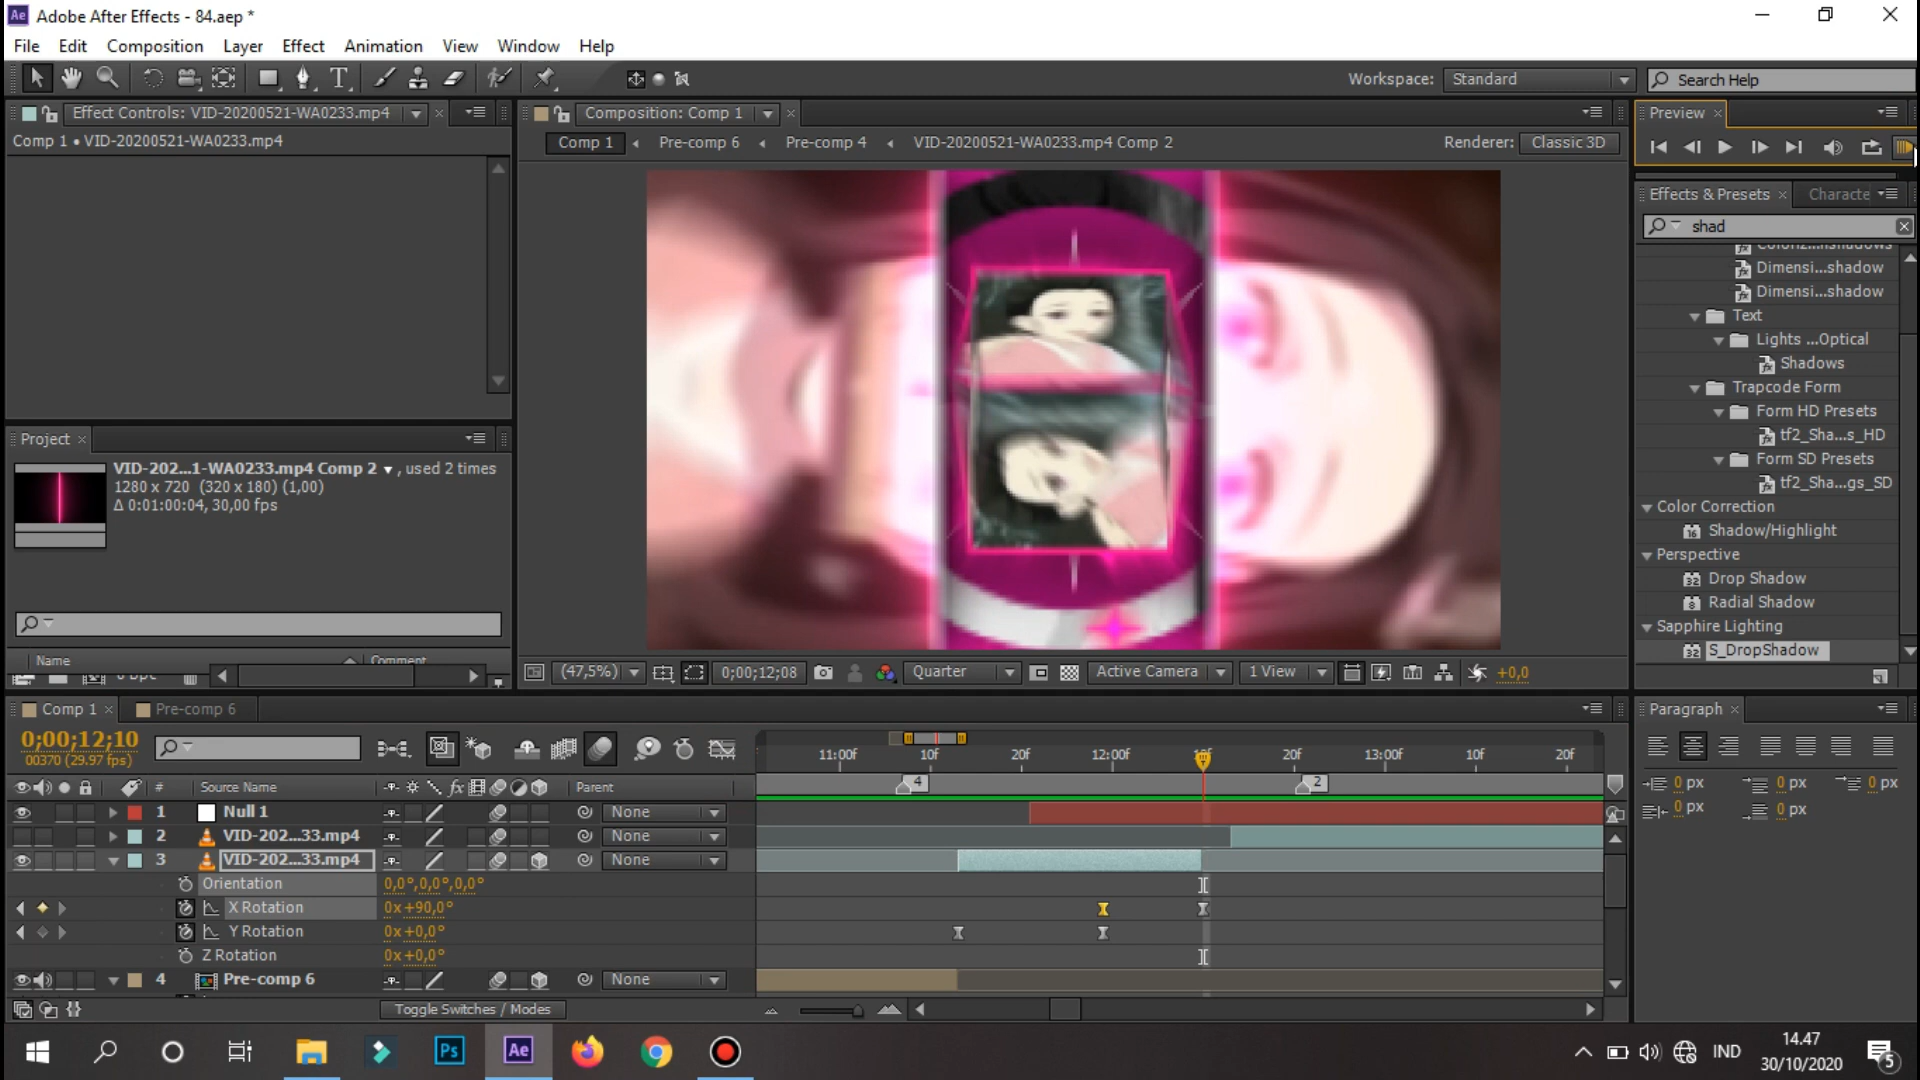 Ae Adobe After Effects - 84.aep *
File Edit Composition Layer Effect Animation View Window Help
Workspace: Standard Search Help
Effect Controls: VID-20200521-WA0233.mp4
Comp 1 • VID-20200521-WA0233.mp4
Composition: Comp 1
Comp 1 Pre-comp 6 Pre-comp 4 VID-20200521-WA0233.mp4 Comp 2
Renderer: Classic 3D
Preview
Effects & Presets Characte
shad
Dimensi...shadow
Dimensi...shadow
Text
Lights ...Optical
Shadows
Trapcode Form
Form HD Presets
tf2_Sha...s_HD
Form SD Presets
tf2_Sha...gs_SD
Color Correction
Shadow/Highlight
Perspective
Drop Shadow
Radial Shadow
Sapphire Lighting
S_DropShadow
Project
VID-202...1-WA0233.mp4 Comp 2 , used 2 times
1280 x 720 (320 x 180) (1,00)
Δ 0:01:00:04, 30,00 fps
Name Comment
(47,5%) 0;00;12;08 Quarter Active Camera 1 View +0,0
Comp 1 Pre-comp 6
0;00;12;10
00370 (29.97 fps)
11:00f 10f 20f 12:00f 10f 20f 13:00f 10f 20f
4 2
# Source Name fx Parent
1 Null 1 None
2 VID-202...33.mp4 None
3 VID-202...33.mp4 None
Orientation 0,0°,0,0°,0,0°
X Rotation 0x+90,0°
Y Rotation 0x+0,0°
Z Rotation 0x+0,0°
4 Pre-comp 6 None
Toggle Switches / Modes
Paragraph
0 px 0 px 0 px
0 px 0 px
Ps Ae
IND
14.47
30/10/2020
5